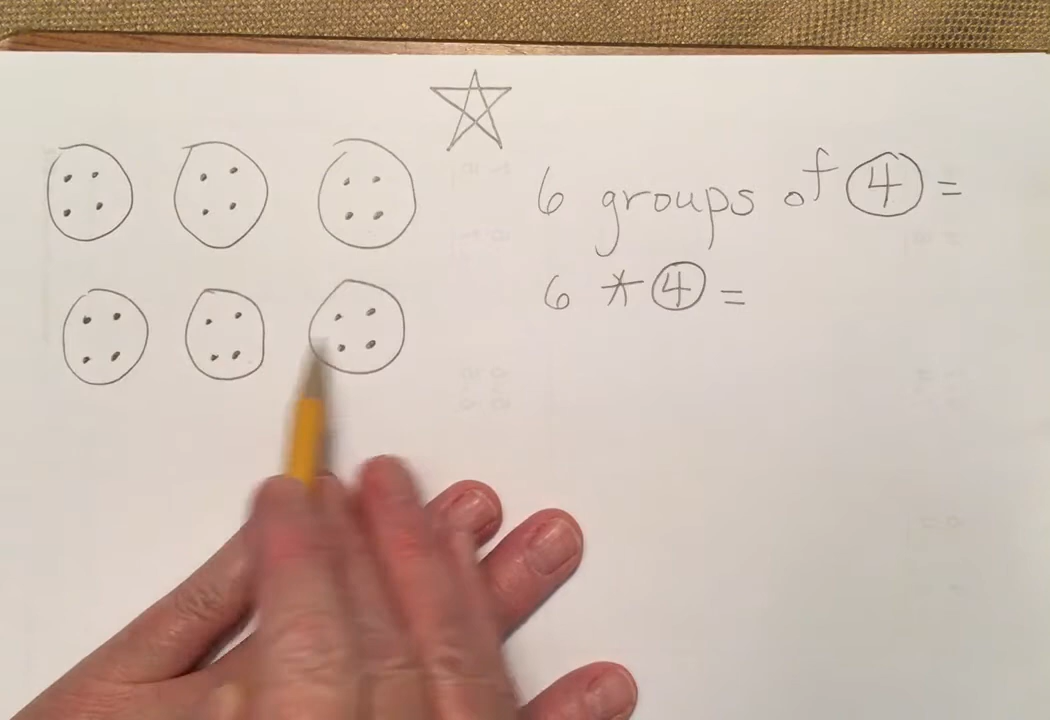 6 groups of 4 =
6 * 4 =